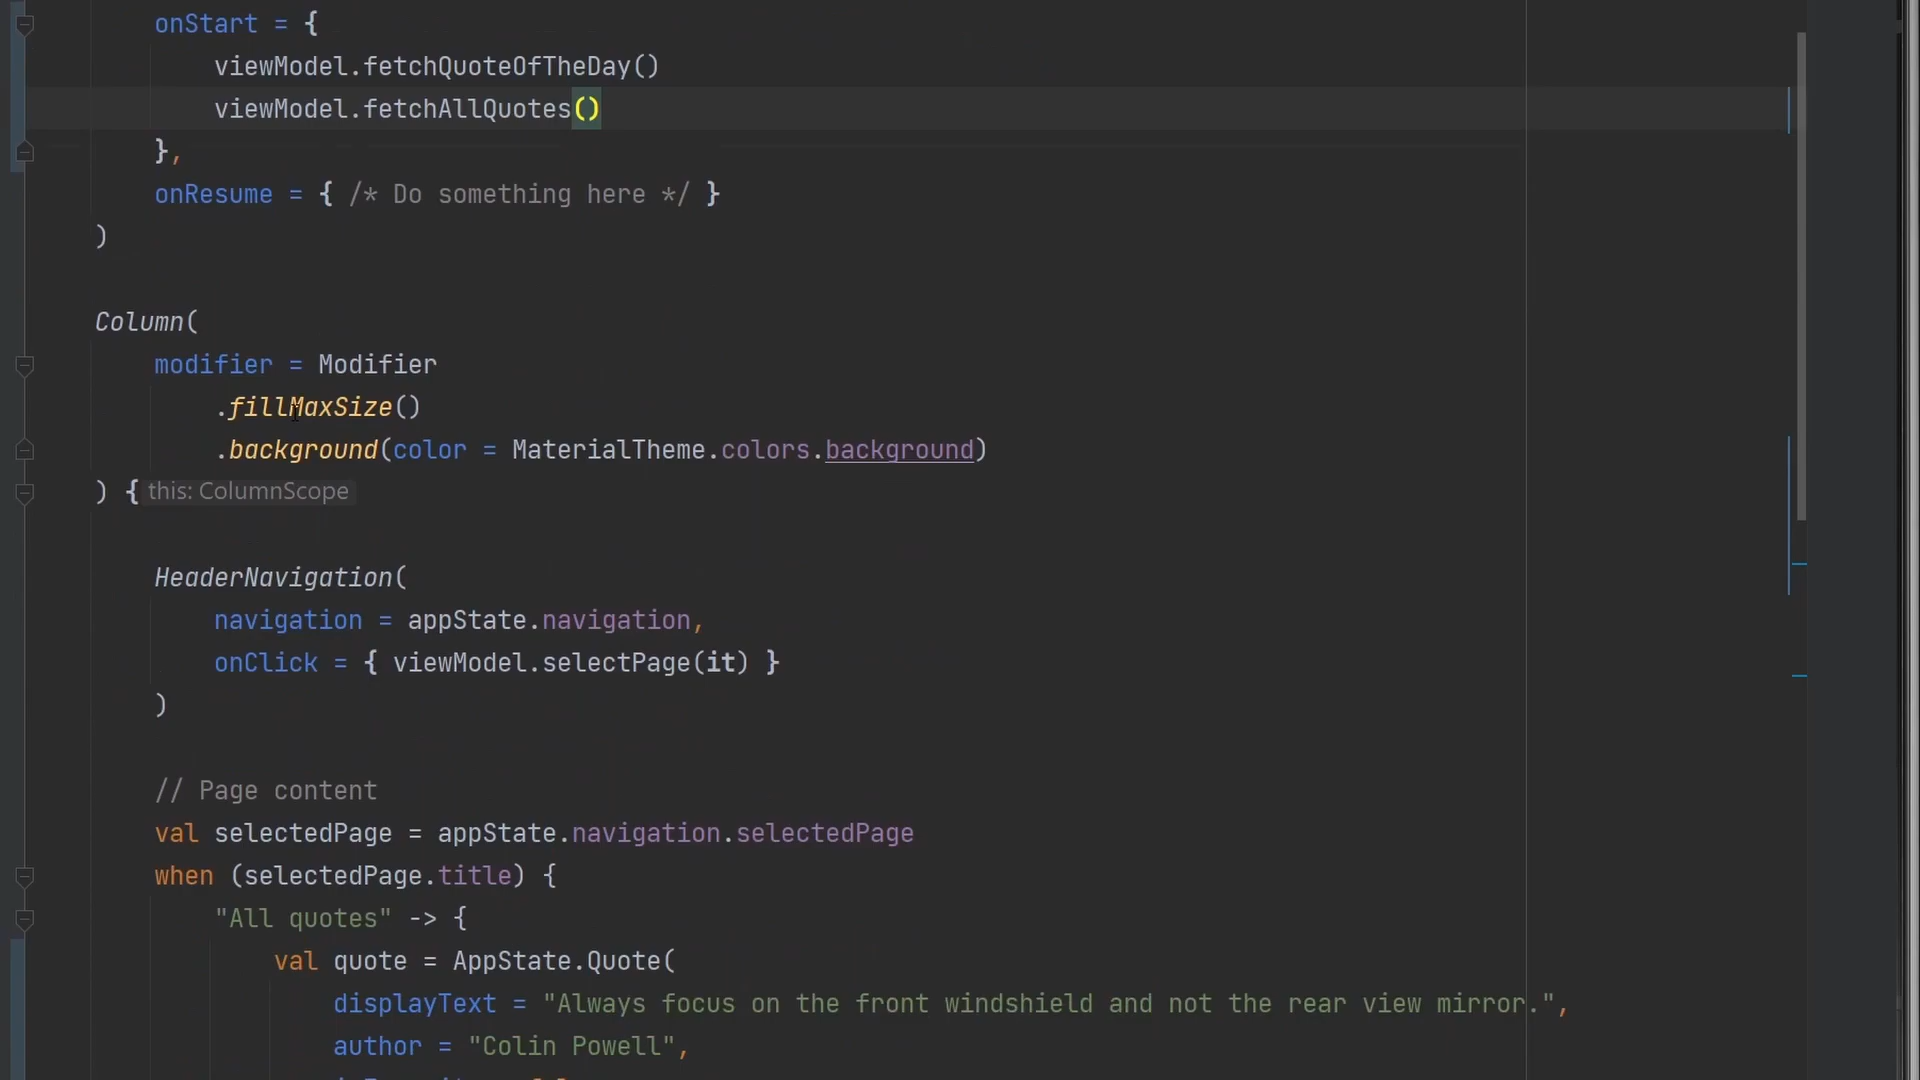 onStart = {
viewModel.fetchQuoteOfTheDay()
viewModel.fetchAllQuotes()
},
onResume = { /* Do something here */ }
)
Column(
modifier = Modifier
.fillMaxSize()
.background(color = MaterialTheme.colors.background)
) { this: ColumnScope
HeaderNavigation(
navigation = appState.navigation,
onClick = { viewModel.selectPage(it) }
)
// Page content
val selectedPage = appState.navigation.selectedPage
when (selectedPage.title) {
"All quotes" -> {
val quote = AppState.Quote(
displayText = "Always focus on the front windshield and not the rear view mirror.",
author = "Colin Powell",